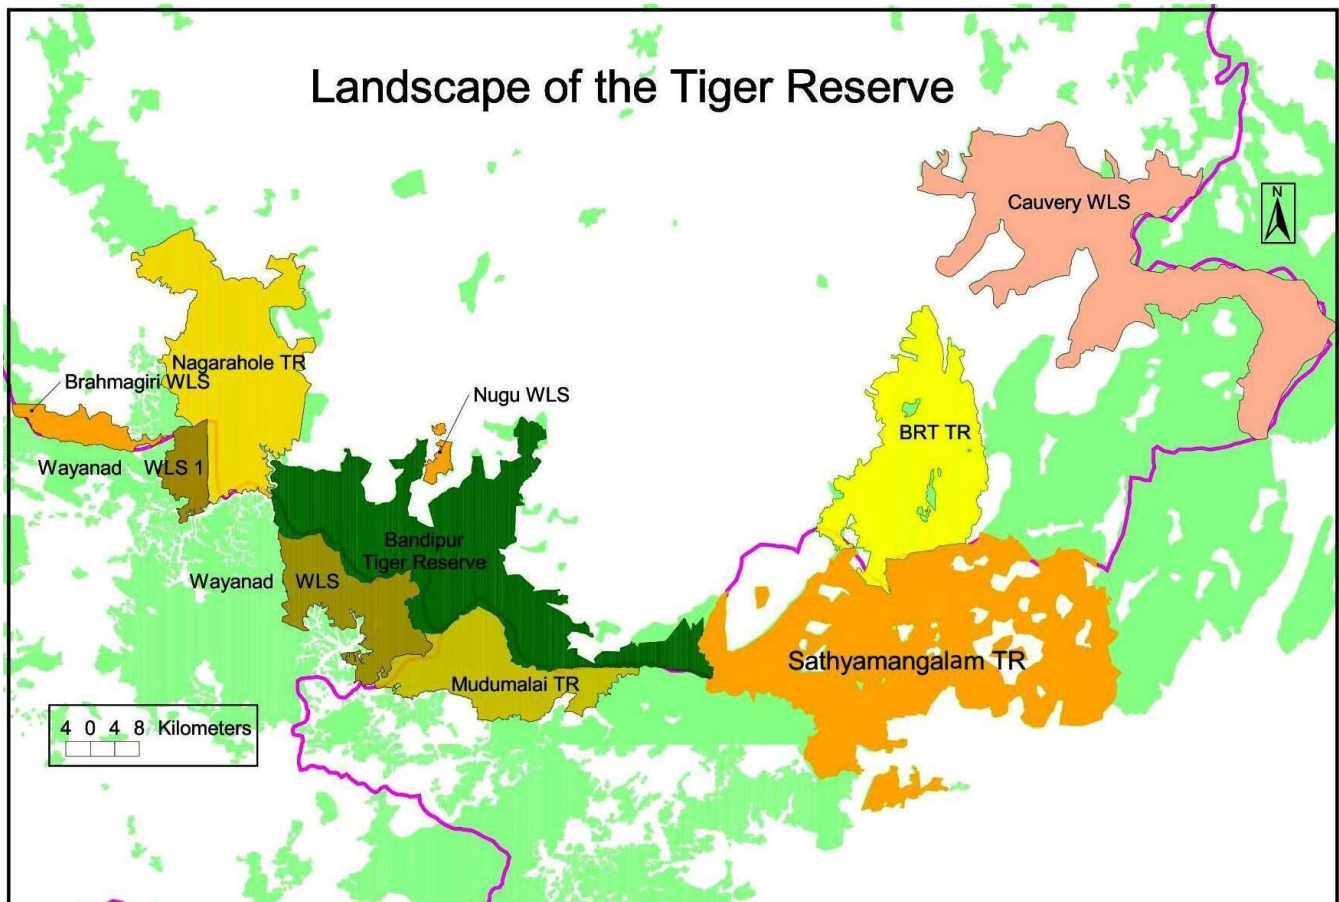 Landscape of the Tiger Reserve
N
Cauvery WLS
Nagarahole TR
Brahmagiri WLS
Nugu WLS
BRT TR
Wayanad WLS 1
Bandipur
Tiger Reserve
Wayanad WLS
Sathyamangalam TR
Mudumalai TR
4 0 4 8 Kilometers